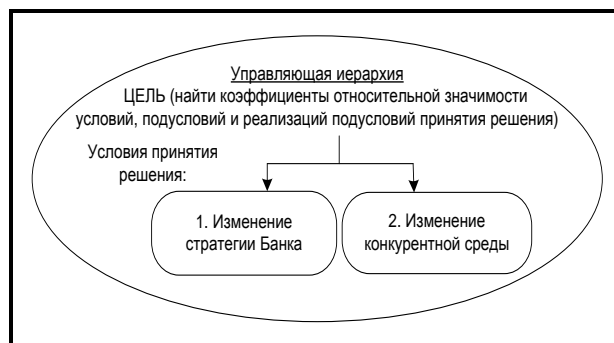 Управляющая иерархия
ЦЕЛЬ (найти коэффициенты относительной значимости
условий, подусловий и реализаций подусловий принятия решения)
Условия принятия
решения:
1. Изменение
стратегии Банка
2. Изменение
конкурентной среды